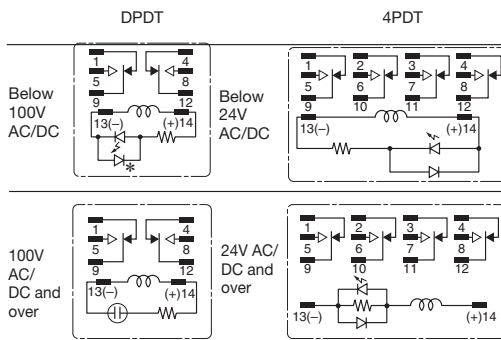 DPDT
4PDT
Below
100V
AC/DC
1 4
5 8
9 12
13(–) (+)14
*
Below
24V
AC/DC
1 2 3 4
5 6 7 8
9 10 11 12
13(–) (+)14
100V
AC/
DC and
over
1 4
5 8
9 12
13(–) (+)14
24V AC/
DC and
over
1 2 3 4
5 6 7 8
9 10 11 12
13(–) (+)14